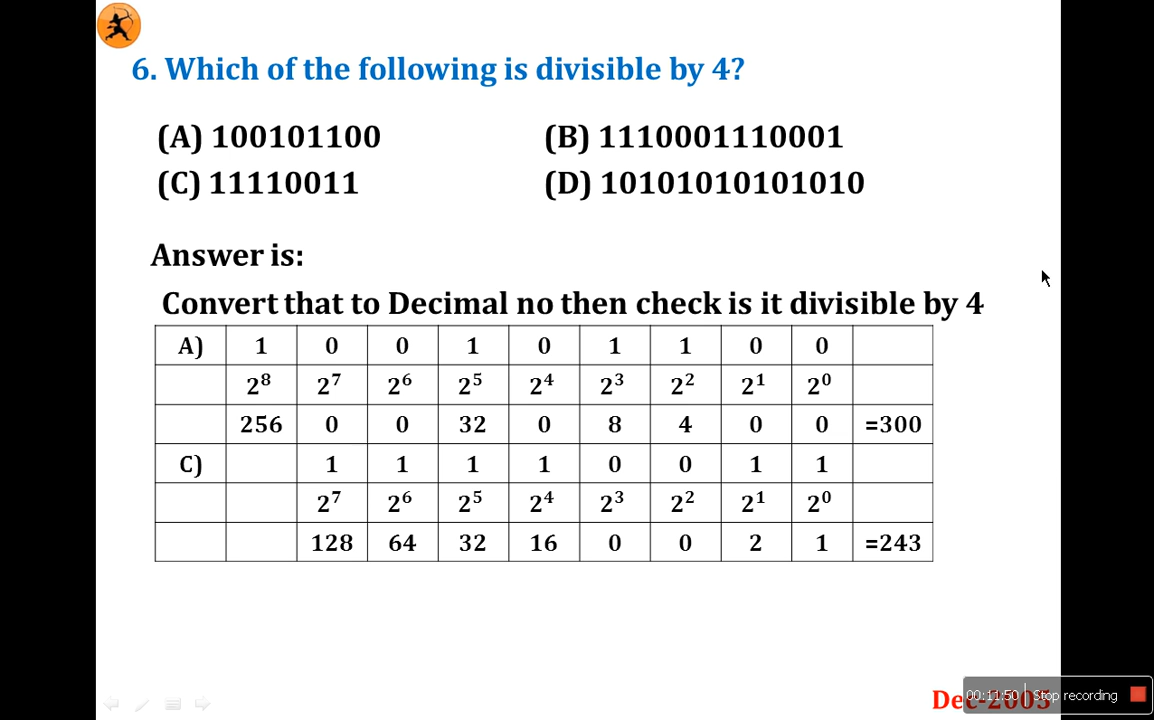 6. Which of the following is divisible by 4?
(A) 100101100 (B) 1110001110001
(C) 11110011 (D) 10101010101010
Answer is:
Convert that to Decimal no then check is it divisible by 4
A) 1 0 0 1 0 1 1 0 0
2⁸ 2⁷ 2⁶ 2⁵ 2⁴ 2³ 2² 2¹ 2⁰
256 0 0 32 0 8 4 0 0 =300
C) 1 1 1 1 0 0 1 1
2⁷ 2⁶ 2⁵ 2⁴ 2³ 2² 2¹ 2⁰
128 64 32 16 0 0 2 1 =243
Dec-2005
00:11:50 Stop recording